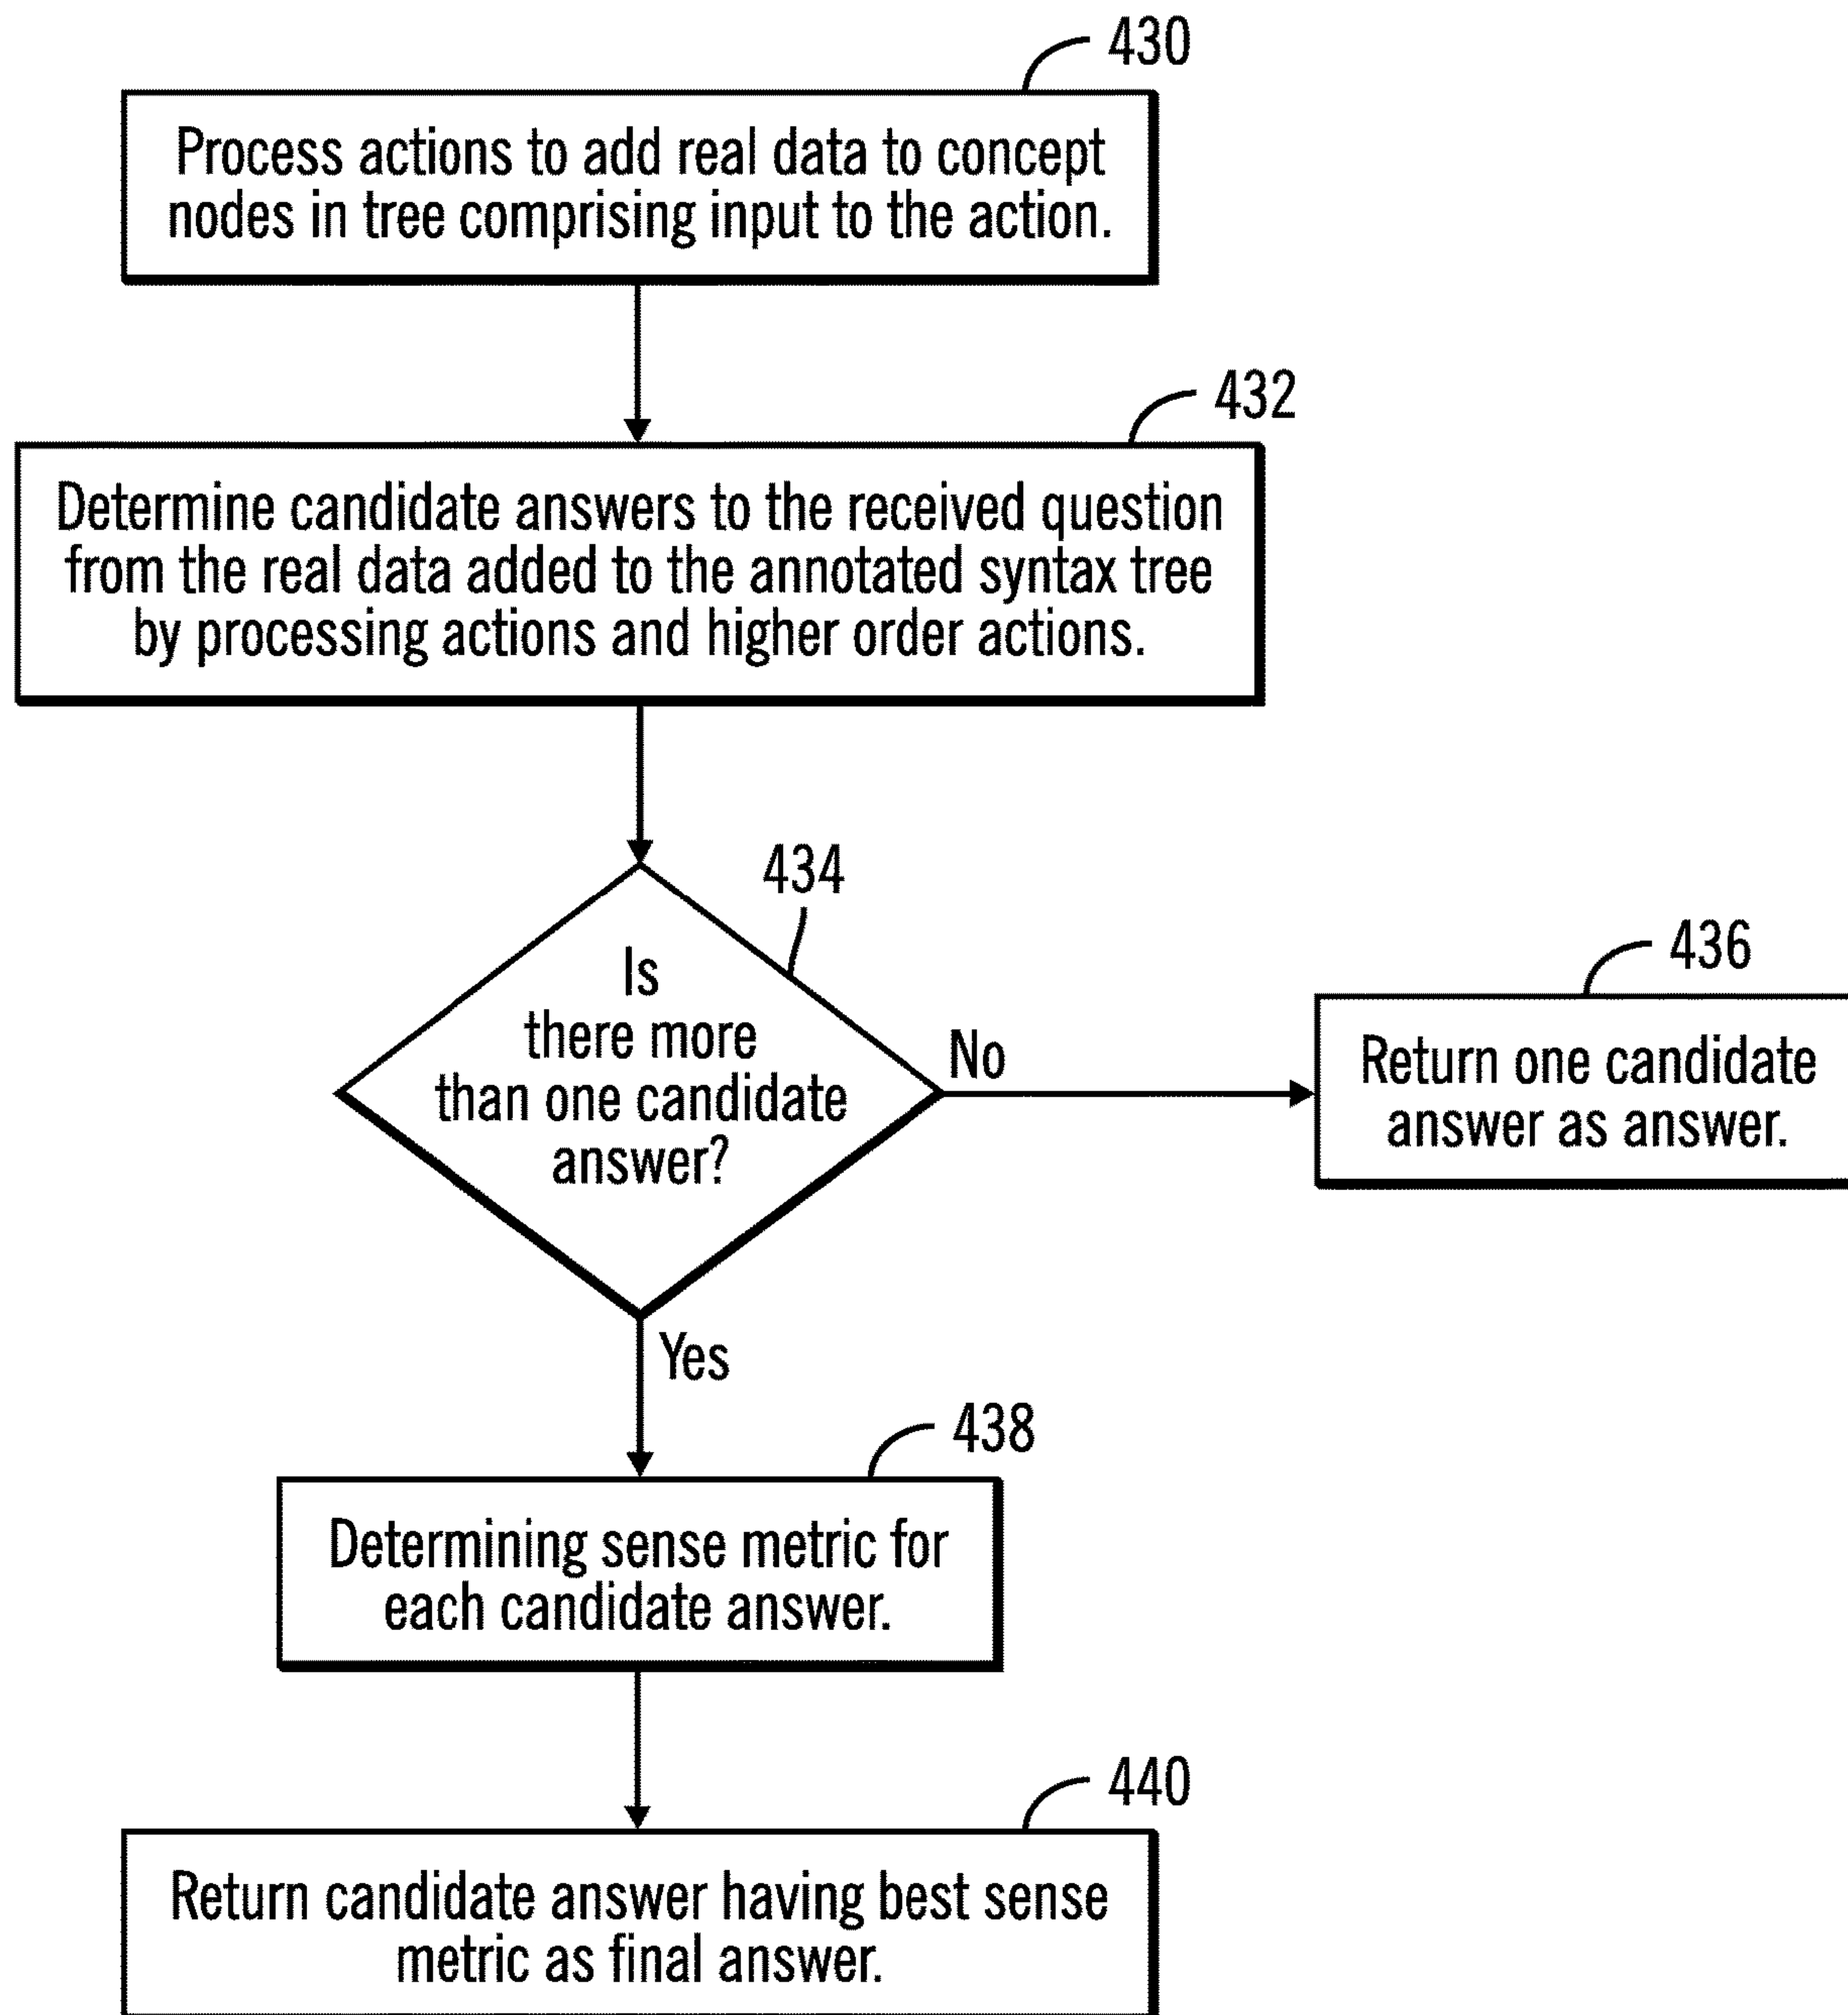 430
Process actions to add real data to concept
nodes in tree comprising input to the action.
432
Determine candidate answers to the received question
from the real data added to the annotated syntax tree
by processing actions and higher order actions.
434
Is
there more
than one candidate
answer?
No
436
Return one candidate
answer as answer.
Yes
438
Determining sense metric for
each candidate answer.
440
Return candidate answer having best sense
metric as final answer.